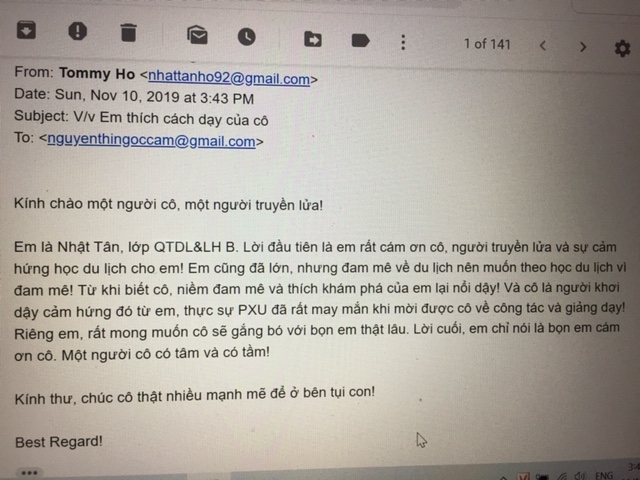 1 of 141
From: Tommy Ho <nhattanho92@gmail.com>
Date: Sun, Nov 10, 2019 at 3:43 PM
Subject: V/v Em thích cách dạy của cô
To: <nguyenthingoccam@gmail.com>
Kính chào một người cô, một người truyền lửa!
Em là Nhật Tân, lớp QTDL&LH B. Lời đầu tiên là em rất cám ơn cô, người truyền lửa và sự cảm
hứng học du lịch cho em! Em cũng đã lớn, nhưng đam mê về du lịch nên muốn theo học du lịch vì
đam mê! Từ khi biết cô, niềm đam mê và thích khám phá của em lại nổi dậy! Và cô là người khơi
dậy cảm hứng đó từ em, thực sự PXU đã rất may mắn khi mời được cô về công tác và giảng dạy!
Riêng em, rất mong muốn cô sẽ gắng bó với bọn em thật lâu. Lời cuối, em chỉ nói là bọn em cám
ơn cô. Một người cô có tâm và có tầm!
Kính thư, chúc cô thật nhiều mạnh mẽ để ở bên tụi con!
Best Regard!
ENG